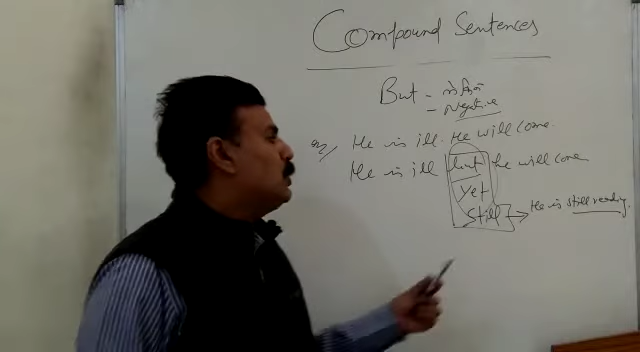 Compound Sentences
But - लेकिन
- Negative
He is ill. He will come.
He is ill but he will come
Yet
Still → He is still reading.